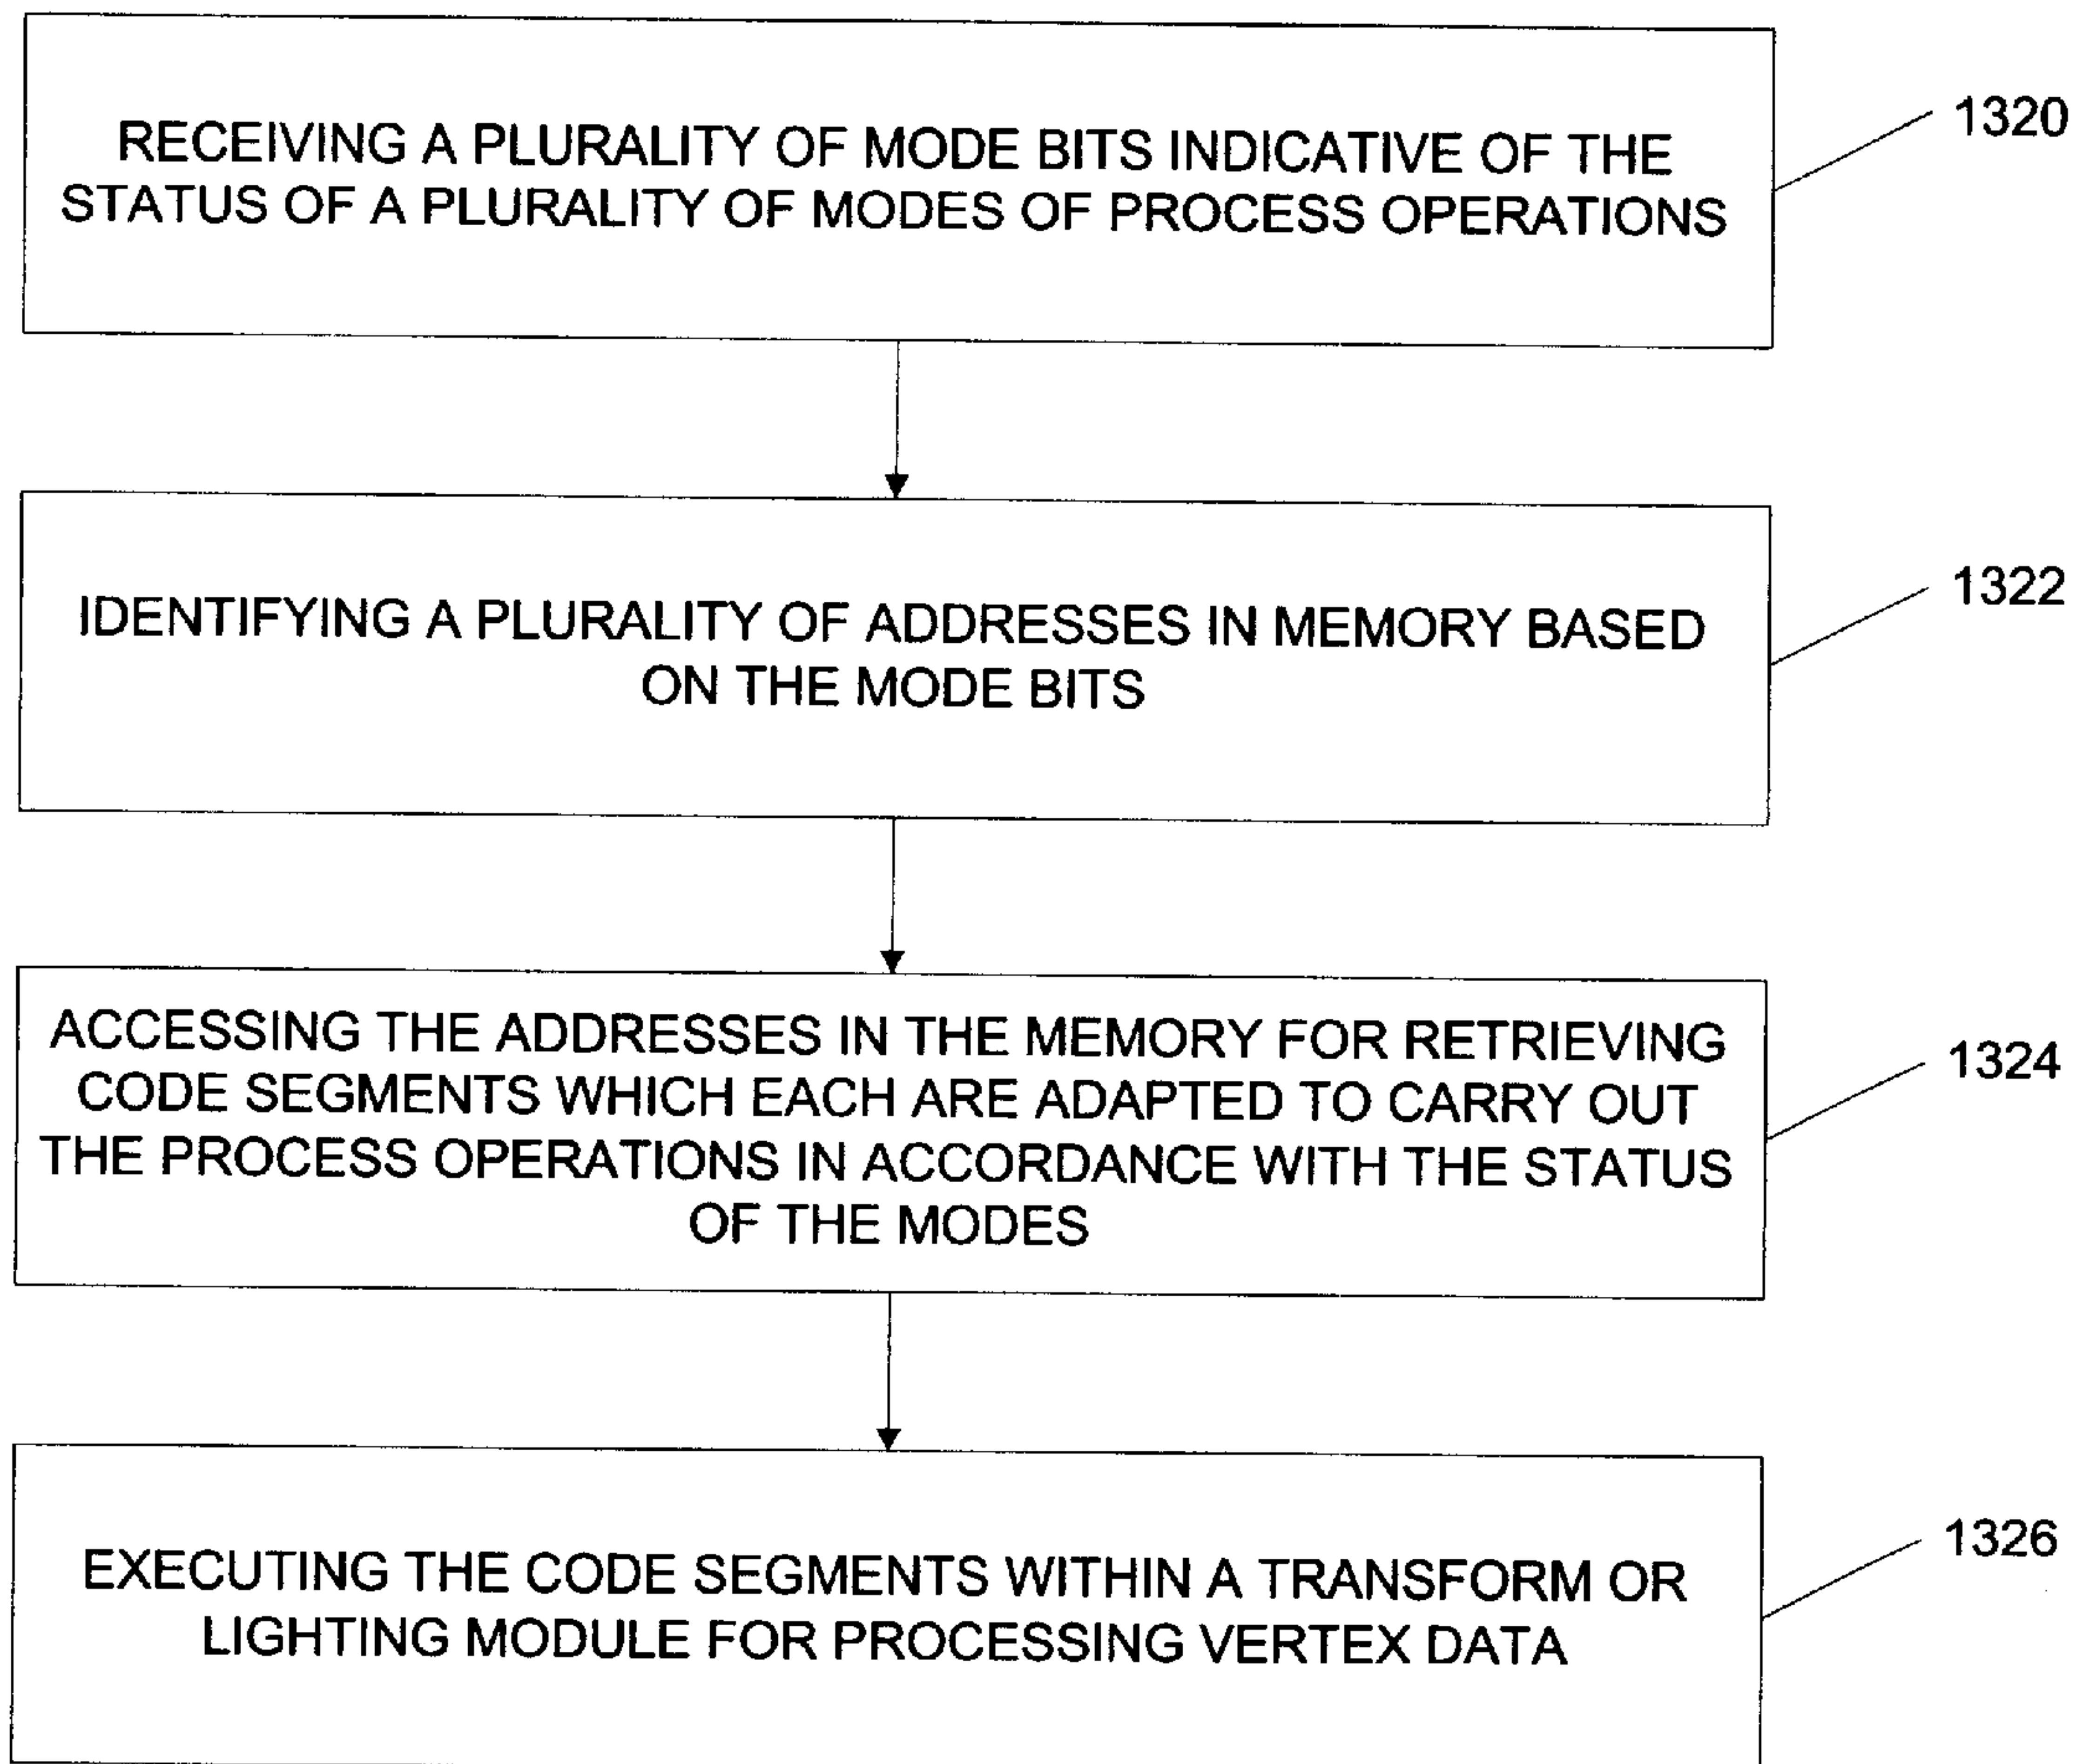 RECEIVING A PLURALITY OF MODE BITS INDICATIVE OF THE
STATUS OF A PLURALITY OF MODES OF PROCESS OPERATIONS
1320
IDENTIFYING A PLURALITY OF ADDRESSES IN MEMORY BASED
ON THE MODE BITS
1322
ACCESSING THE ADDRESSES IN THE MEMORY FOR RETRIEVING
CODE SEGMENTS WHICH EACH ARE ADAPTED TO CARRY OUT
THE PROCESS OPERATIONS IN ACCORDANCE WITH THE STATUS
OF THE MODES
1324
EXECUTING THE CODE SEGMENTS WITHIN A TRANSFORM OR
LIGHTING MODULE FOR PROCESSING VERTEX DATA
1326